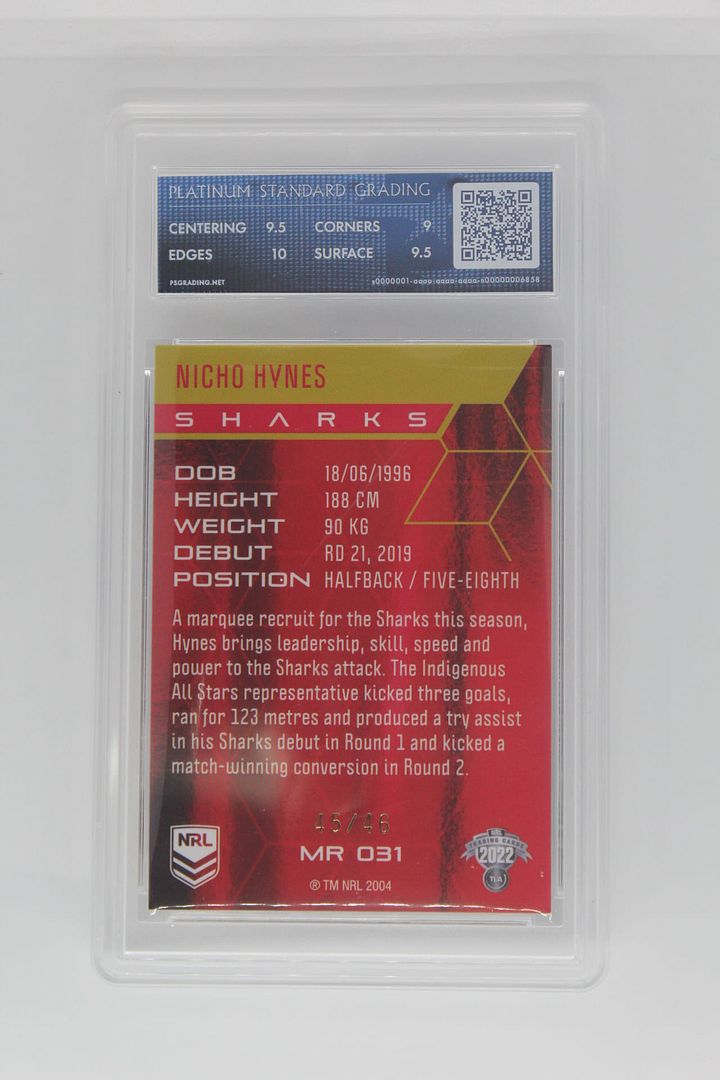 PLATINUM STANDARD GRADING
CENTERING 9.5 CORNERS 9
EDGES 10 SURFACE 9.5
PSGRADING.NET
NICHO HYNES
SHARKS
DOB 18/06/1996
HEIGHT 188 CM
WEIGHT 90 KG
DEBUT RD 21, 2019
POSITION HALFBACK / FIVE-EIGHTH
A marquee recruit for the Sharks this season,
Hynes brings leadership, skill, speed and
power to the Sharks attack. The Indigenous
All Stars representative kicked three goals,
ran for 123 metres and produced a try assist
in his Sharks debut in Round 1 and kicked a
match-winning conversion in Round 2.
45/46
MR 031
® TM NRL 2004
NRL
NRL
TRADING CARDS
2022
TLA